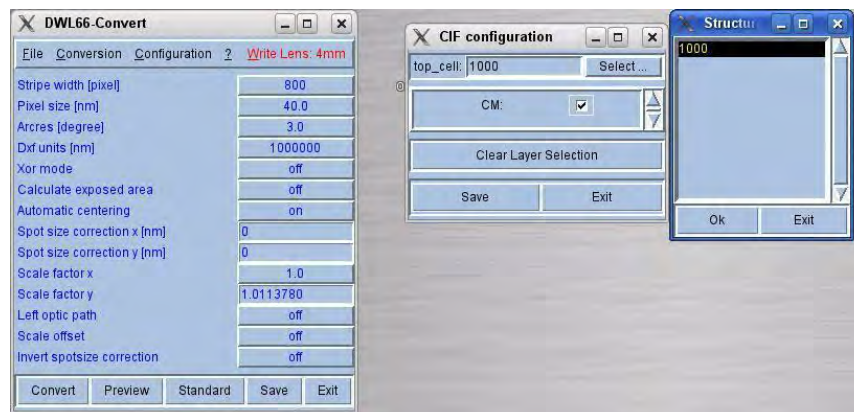 DWL66-Convert
File Conversion Configuration ? Write Lens: 4mm
Stripe width [pixel] 800
Pixel size [nm] 40.0
Arcres [degree] 3.0
Dxf units [nm] 1000000
Xor mode off
Calculate exposed area off
Automatic centering on
Spot size correction x [nm] 0
Spot size correction y [nm] 0
Scale factor x 1.0
Scale factor y 1.0113780
Left optic path off
Scale offset off
Invert spotsize correction off
Convert Preview Standard Save Exit
CIF configuration
top_cell: 1000 Select ...
CM:
Clear Layer Selection
Save Exit
Structur
1000
Ok Exit